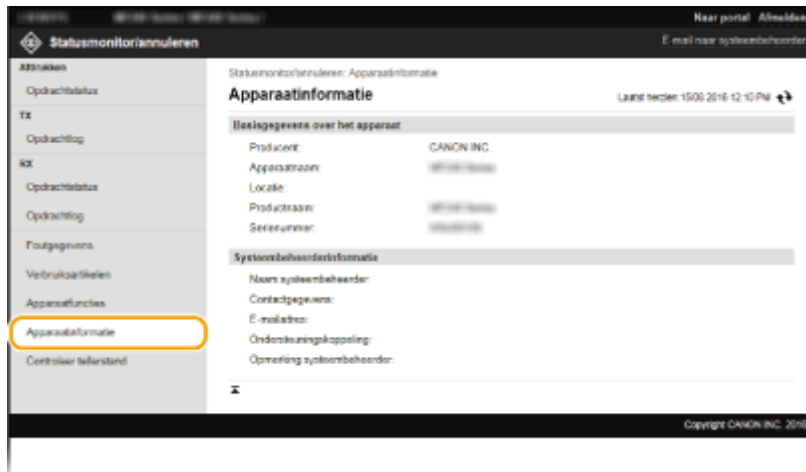 Naar portal Afmelden
Statusmonitor/annuleren
E-mail naar systeembeheerder
Afdrukken
Opdrachtstatus
TX
Opdrachtlog
RX
Opdrachtstatus
Opdrachtlog
Foutgegevens
Verbruiksartikelen
Apparaatfuncties
Apparaatinformatie
Controleer tellerstand
Statusmonitor/annuleren: Apparaatinformatie
Apparaatinformatie
Laatst herzien: 15/08 2016 12:10 PM
Basisgegevens over het apparaat
Producent: CANON INC.
Apparaatnaam:
Locatie:
Productnaam:
Serienummer:
Systeembeheerderinformatie
Naam systeembeheerder:
Contactgegevens:
E-mailadres:
Ondersteuningskoppeling:
Opmerking systeembeheerder:
Copyright CANON INC. 2016